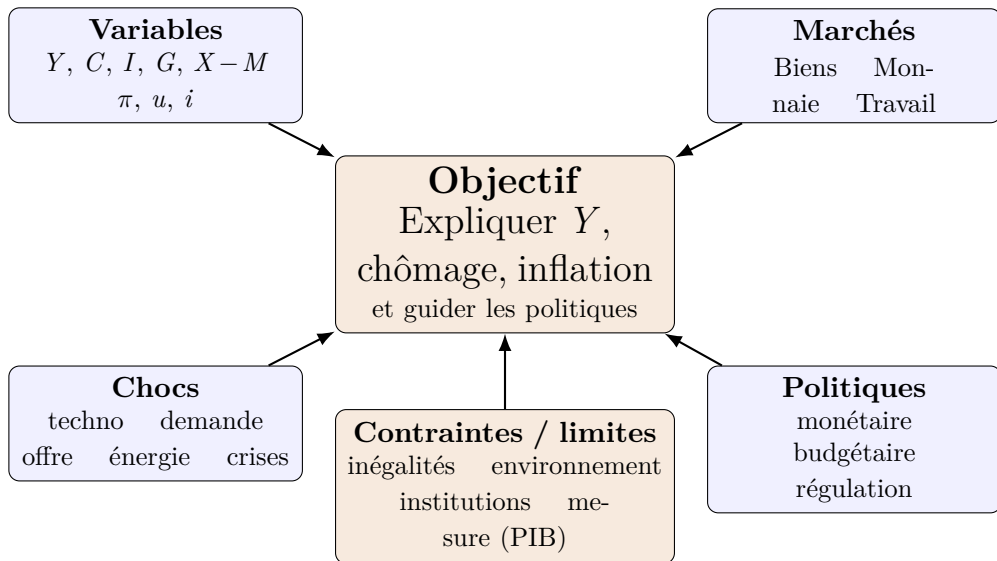 Variables
Y, C, I, G, X − M
π, u, i
Marchés
Biens Mon-
naie Travail
Objectif
Expliquer Y,
chômage, inflation
et guider les politiques
Chocs
techno demande
offre énergie crises
Contraintes / limites
inégalités environnement
institutions me-
sure (PIB)
Politiques
monétaire
budgétaire
régulation